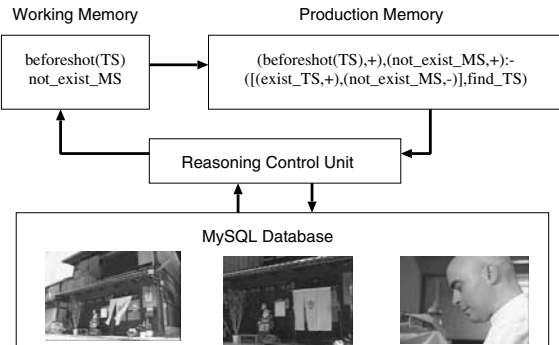 Working Memory
Production Memory
beforeshot(TS)
not_exist_MS
(beforeshot(TS),+),(not_exist_MS,+):-
([(exist_TS,+),(not_exist_MS,-)],find_TS)
Reasoning Control Unit
MySQL Database